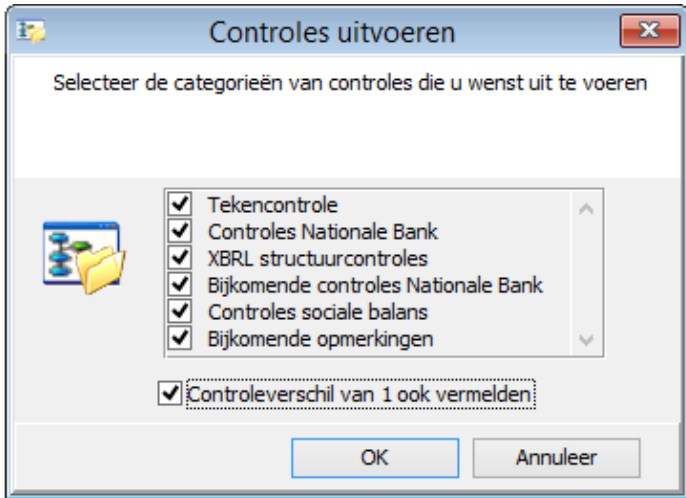 Controles uitvoeren
Selecteer de categorieën van controles die u wenst uit te voeren
Tekencontrole
Controles Nationale Bank
XBRL structuurcontroles
Bijkomende controles Nationale Bank
Controles sociale balans
Bijkomende opmerkingen
Controleverschil van 1 ook vermelden
OK Annuleer